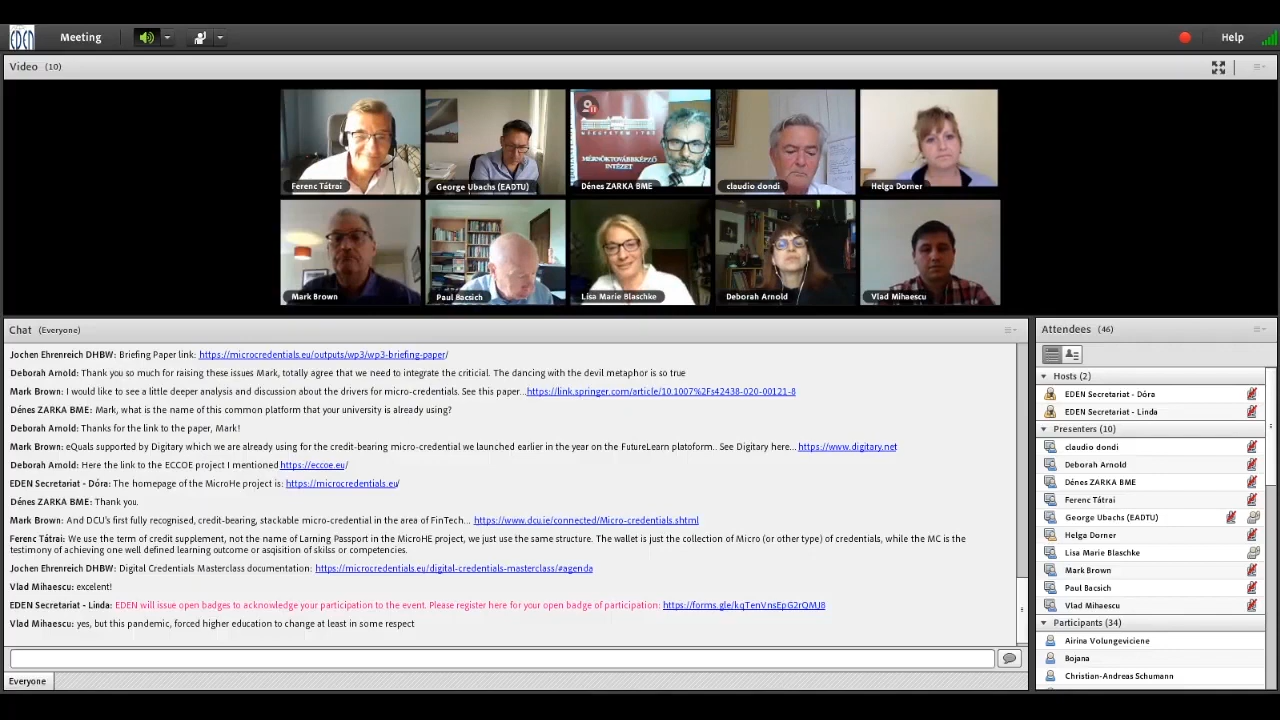 EDEN
Meeting
Help
Video (10)
MÉRNÖKTOVÁBBKÉPZŐ
INTÉZET
Ferenc Tátrai
George Ubachs (EADTU)
Dénes ZARKA BME
claudio dondi
Helga Dorner
Mark Brown
Paul Bacsich
Lisa Marie Blaschke
Deborah Arnold
Vlad Mihaescu
Chat (Everyone)
Jochen Ehrenreich DHBW: Briefing Paper link: https://microcredentials.eu/outputs/wp3/wp3-briefing-paper/
Deborah Arnold: Thank you so much for raising these issues Mark, totally agree that we need to integrate the criticial. The dancing with the devil metaphor is so true
Mark Brown: I would like to see a little deeper analysis and discussion about the drivers for micro-credentials. See this paper...https://link.springer.com/article/10.1007%2Fs42438-020-00121-8
Dénes ZARKA BME: Mark, what is the name of this common platform that your university is already using?
Deborah Arnold: Thanks for the link to the paper, Mark!
Mark Brown: eQuals supported by Digitary which we are already using for the credit-bearing micro-credential we launched earlier in the year on the FutureLearn platoform.. See Digitary here... https://www.digitary.net
Deborah Arnold: Here the link to the ECCOE project I mentioned https://eccoe.eu/
EDEN Secretariat - Dóra: The homepage of the MicroHe project is: https://microcredentials.eu/
Dénes ZARKA BME: Thank you.
Mark Brown: And DCU's first fully recognised, credit-bearing, stackable micro-credential in the area of FinTech... https://www.dcu.ie/connected/Micro-credentials.shtml
Ferenc Tátrai: We use the term of credit supplement, not the name of Larning Passport in the MicroHE project, we just use the same structure. The wallet is just the collection of Micro (or other type) of credentials, while the MC is the
testimony of achieving one well defined learning outcome or asqisition of skilss or competencies.
Jochen Ehrenreich DHBW: Digital Credentials Masterclass documentation: https://microcredentials.eu/digital-credentials-masterclass/#agenda
Vlad Mihaescu: excelent!
EDEN Secretariat - Linda: EDEN will issue open badges to acknowledge your participation to the event. Please register here for your open badge of participation: https://forms.gle/kqTenVnsEpG2rQMJ8
Vlad Mihaescu: yes, but this pandemic, forced higher education to change at least in some respect
Everyone
Attendees (46)
Hosts (2)
EDEN Secretariat - Dóra
EDEN Secretariat - Linda
Presenters (10)
claudio dondi
Deborah Arnold
Dénes ZARKA BME
Ferenc Tátrai
George Ubachs (EADTU)
Helga Dorner
Lisa Marie Blaschke
Mark Brown
Paul Bacsich
Vlad Mihaescu
Participants (34)
Airina Volungeviciene
Bojana
Christian-Andreas Schumann